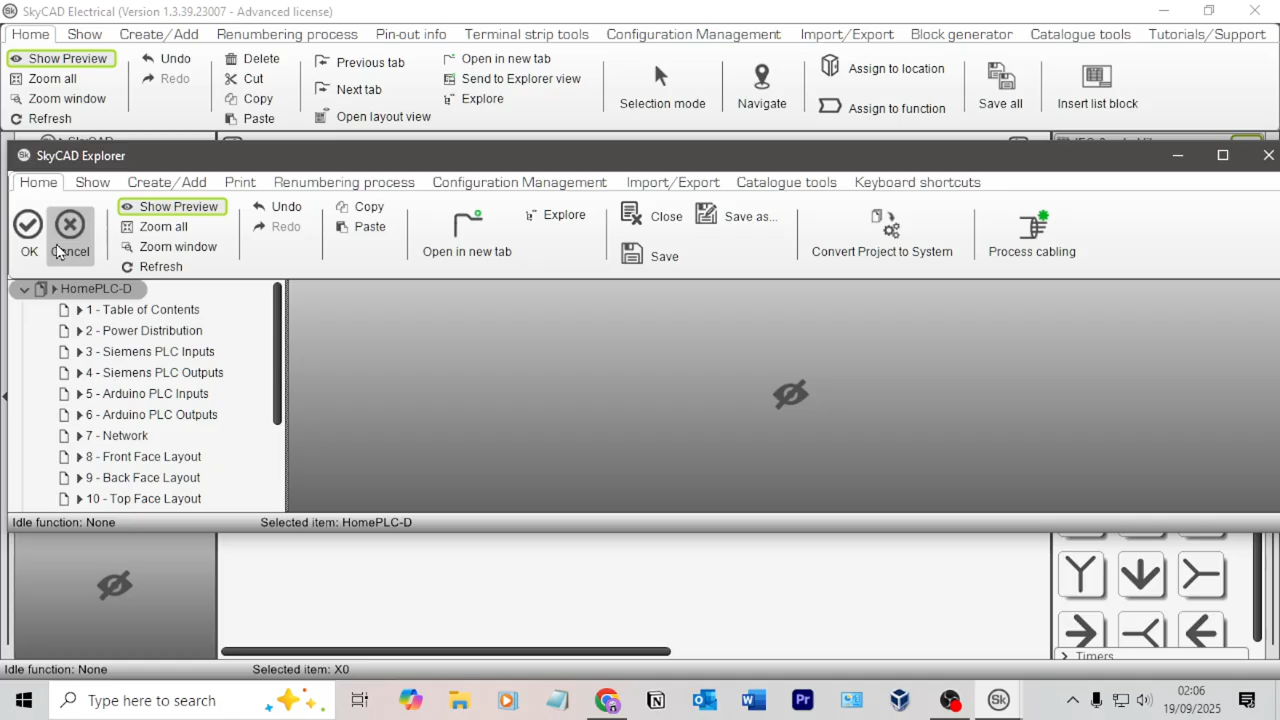 SkyCAD Electrical (Version 1.3.39.23007 - Advanced license)
Home Show Create/Add Renumbering process Pin-out info Terminal strip tools Configuration Management Import/Export Block generator Catalogue tools Tutorials/Support
Show Preview
Zoom all
Zoom window
Refresh
Undo
Redo
Delete
Cut
Copy
Paste
Previous tab
Next tab
Open layout view
Open in new tab
Send to Explorer view
Explore
Selection mode
Navigate
Assign to location
Assign to function
Save all
Insert list block
SkyCAD Explorer
Home Show Create/Add Print Renumbering process Configuration Management Import/Export Catalogue tools Keyboard shortcuts
OK
Cancel
Show Preview
Zoom all
Zoom window
Refresh
Undo
Redo
Copy
Paste
Open in new tab
Explore
Close
Save as...
Save
Convert Project to System
Process cabling
HomePLC-D
1 - Table of Contents
2 - Power Distribution
3 - Siemens PLC Inputs
4 - Siemens PLC Outputs
5 - Arduino PLC Inputs
6 - Arduino PLC Outputs
7 - Network
8 - Front Face Layout
9 - Back Face Layout
10 - Top Face Layout
Idle function: None Selected item: HomePLC-D
Timers
Idle function: None Selected item: X0
Type here to search
02:06
19/09/2025